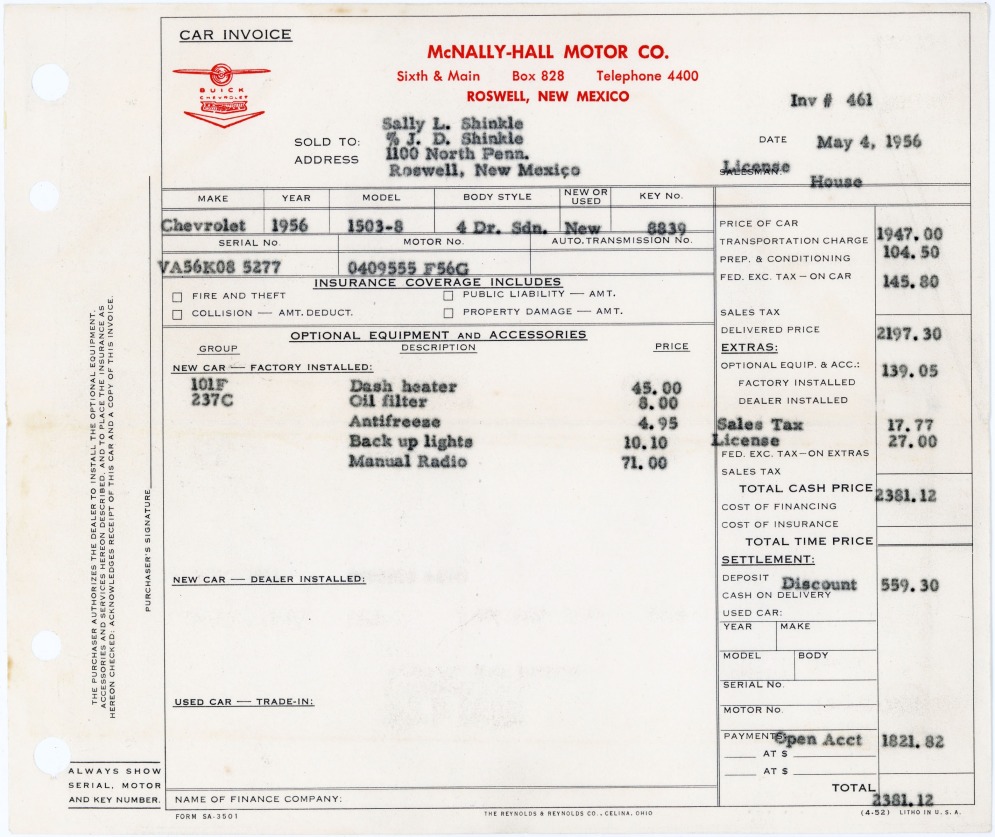 CAR INVOICE
McNALLY-HALL MOTOR CO.
Sixth & Main Box 828 Telephone 4400
ROSWELL, NEW MEXICO
BUICK
CHEVROLET
Inv # 461
SOLD TO: Sally L. Shinkle
% J. D. Shinkle
ADDRESS 1100 North Penn.
Roswell, New Mexico
DATE May 4, 1956
SALESMAN: License
House
MAKE YEAR MODEL BODY STYLE NEW OR USED KEY No.
Chevrolet 1956 1503-8 4 Dr. Sdn. New 8839
SERIAL No. MOTOR No. AUTO. TRANSMISSION No.
VA56K08 5277 0409555 F56G
INSURANCE COVERAGE INCLUDES
FIRE AND THEFT PUBLIC LIABILITY — AMT.
COLLISION — AMT. DEDUCT. PROPERTY DAMAGE — AMT.
OPTIONAL EQUIPMENT AND ACCESSORIES
GROUP DESCRIPTION PRICE
NEW CAR — FACTORY INSTALLED:
101F Dash heater 45.00
237C Oil filter 8.00
Antifreeze 4.95
Back up lights 10.10
Manual Radio 71.00
NEW CAR — DEALER INSTALLED:
USED CAR — TRADE-IN:
NAME OF FINANCE COMPANY:
PRICE OF CAR 1947.00
TRANSPORTATION CHARGE
PREP. & CONDITIONING 104.50
FED. EXC. TAX — ON CAR 145.80
SALES TAX
DELIVERED PRICE 2197.30
EXTRAS:
OPTIONAL EQUIP. & ACC.: 139.05
FACTORY INSTALLED
DEALER INSTALLED
Sales Tax 17.77
License 27.00
FED. EXC. TAX — ON EXTRAS
SALES TAX
TOTAL CASH PRICE 2381.12
COST OF FINANCING
COST OF INSURANCE
TOTAL TIME PRICE
SETTLEMENT:
DEPOSIT Discount 559.30
CASH ON DELIVERY
USED CAR:
YEAR MAKE
MODEL BODY
SERIAL No.
MOTOR No.
PAYMENTS: Open Acct 1821.82
AT $
AT $
TOTAL 2381.12
THE PURCHASER AUTHORIZES THE DEALER TO INSTALL THE OPTIONAL EQUIPMENT,
ACCESSORIES AND SERVICES HEREON DESCRIBED, AND TO PLACE THE INSURANCE AS
HEREON CHECKED; ACKNOWLEDGES RECEIPT OF THIS CAR AND A COPY OF THIS INVOICE.
PURCHASER'S SIGNATURE
ALWAYS SHOW
SERIAL, MOTOR
AND KEY NUMBER.
FORM SA-3501 THE REYNOLDS & REYNOLDS CO., CELINA, OHIO (4-52) LITHO IN U. S. A.